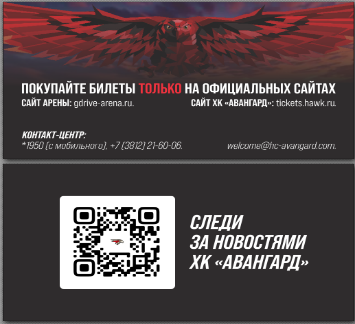 ПОКУПАЙТЕ БИЛЕТЫ ТОЛЬКО НА ОФИЦИАЛЬНЫХ САЙТАХ
САЙТ АРЕНЫ: gdrive-arena.ru. САЙТ ХК «АВАНГАРД»: tickets.hawk.ru.
КОНТАКТ-ЦЕНТР:
*1950 (с мобильного), +7 (3812) 21-60-06. welcome@hc-avangard.com.
СЛЕДИ
ЗА НОВОСТЯМИ
ХК «АВАНГАРД»